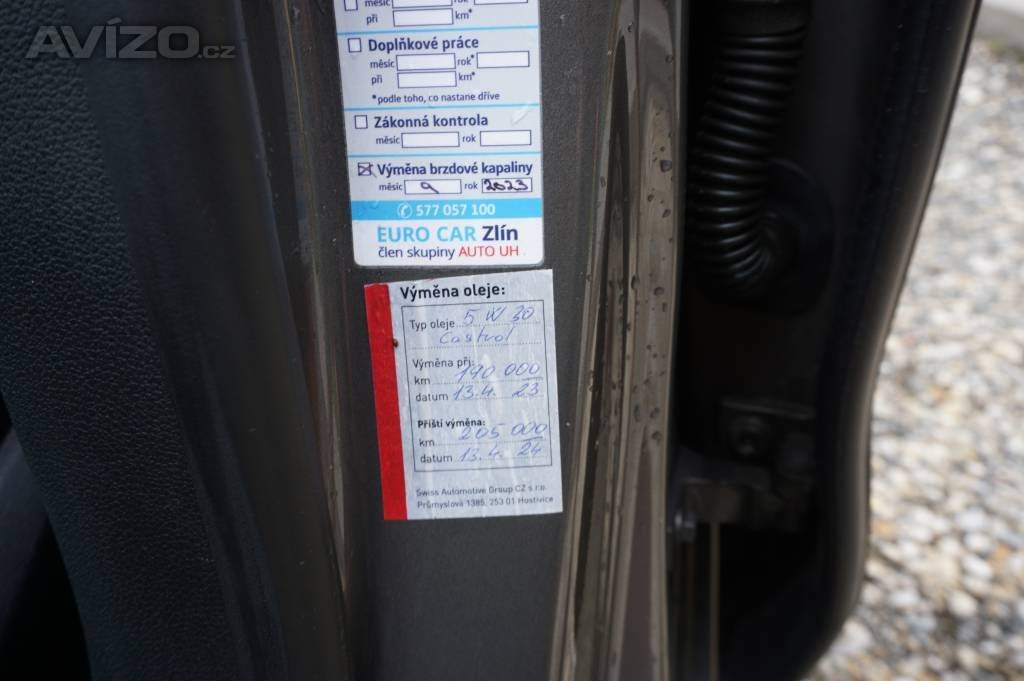 AVÍZO.cz
měsíc rok*
při km*
Doplňkové práce
měsíc rok*
při km*
*podle toho, co nastane dříve
Zákonná kontrola
měsíc rok
Výměna brzdové kapaliny
měsíc 9 rok 2023
577 057 100
EURO CAR Zlín
člen skupiny AUTO UH
Výměna oleje:
Typ oleje 5 W 30
Castrol
Výměna při:
km 190 000
datum 13.4. 23
Příští výměna:
km 205 000
datum 13.4. 24
Swiss Automotive Group CZ s r.o.
Průmyslová 1385, 253 01 Hostivice